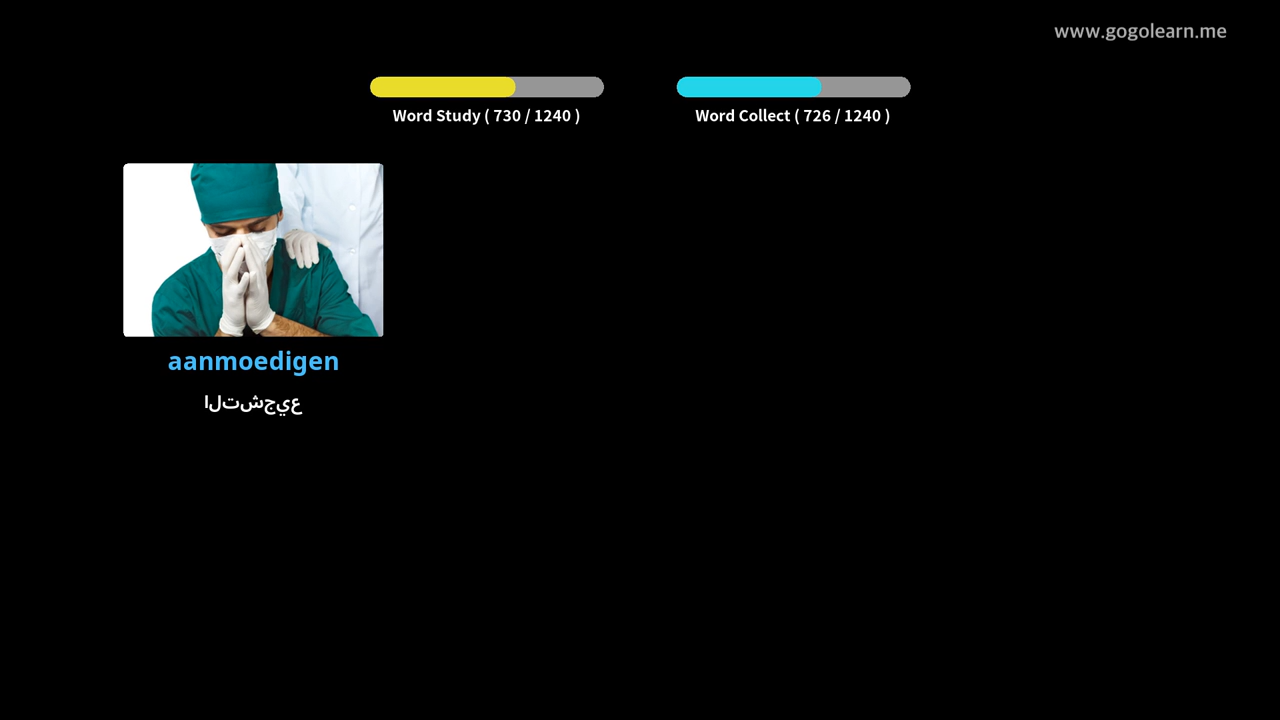 www.gogolearn.me
Word Study ( 730 / 1240 )
Word Collect ( 726 / 1240 )
aanmoedigen
التشجيع